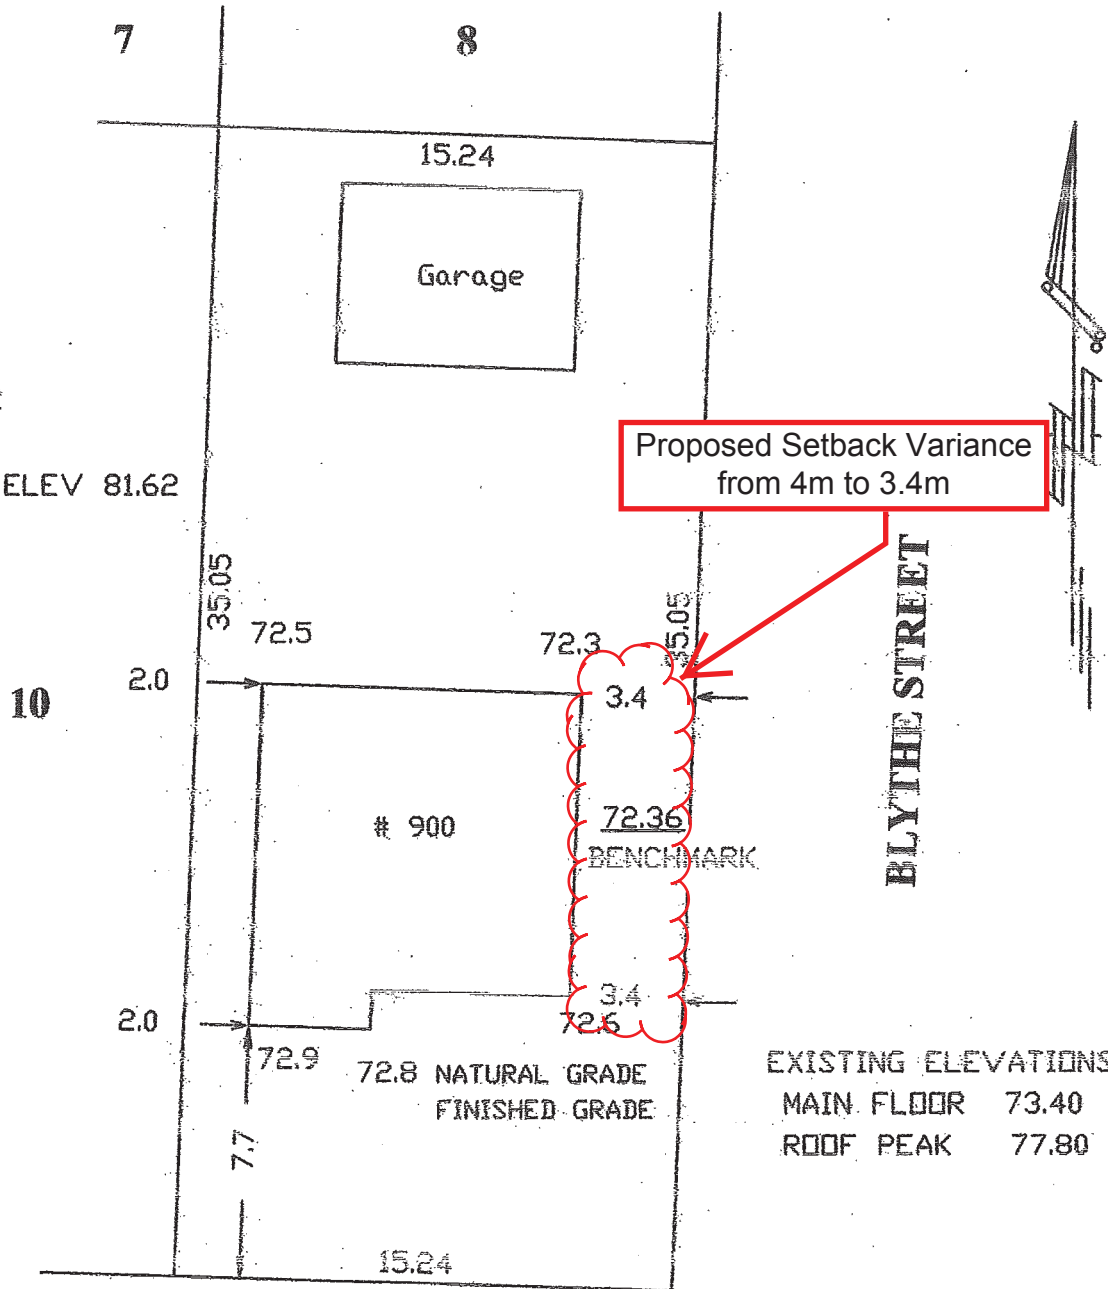 7
8
15.24
Garage
Proposed Setback Variance
from 4m to 3.4m
ELEV 81.62
35.05
35.05
BLYTHE STREET
72.5
72.3
2.0
3.4
10
# 900
72.36
BENCHMARK
3.4
2.0
72.6
72.9
72.8 NATURAL GRADE
FINISHED GRADE
EXISTING ELEVATIONS
MAIN FLOOR 73.40
ROOF PEAK 77.80
7.7
15.24